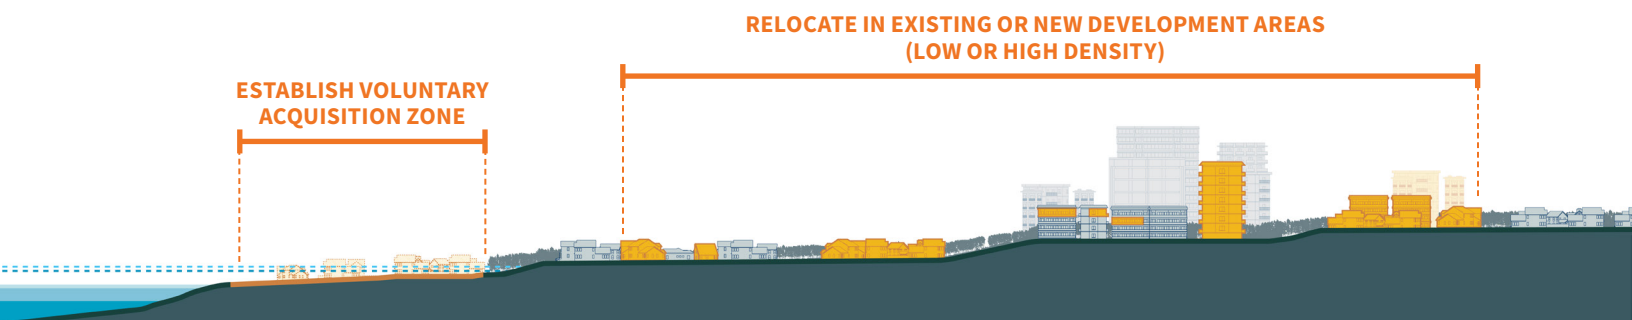 RELOCATE IN EXISTING OR NEW DEVELOPMENT AREAS
(LOW OR HIGH DENSITY)
ESTABLISH VOLUNTARY
ACQUISITION ZONE